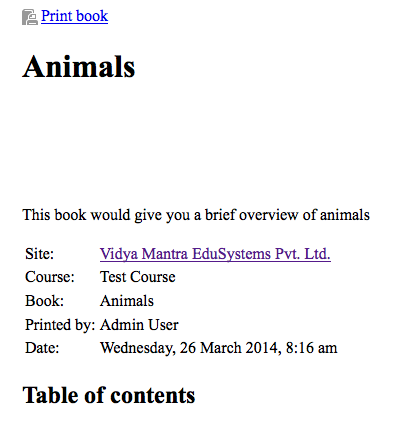 Print book
Animals
This book would give you a brief overview of animals
Site: Vidya Mantra EduSystems Pvt. Ltd.
Course: Test Course
Book: Animals
Printed by: Admin User
Date: Wednesday, 26 March 2014, 8:16 am
Table of contents